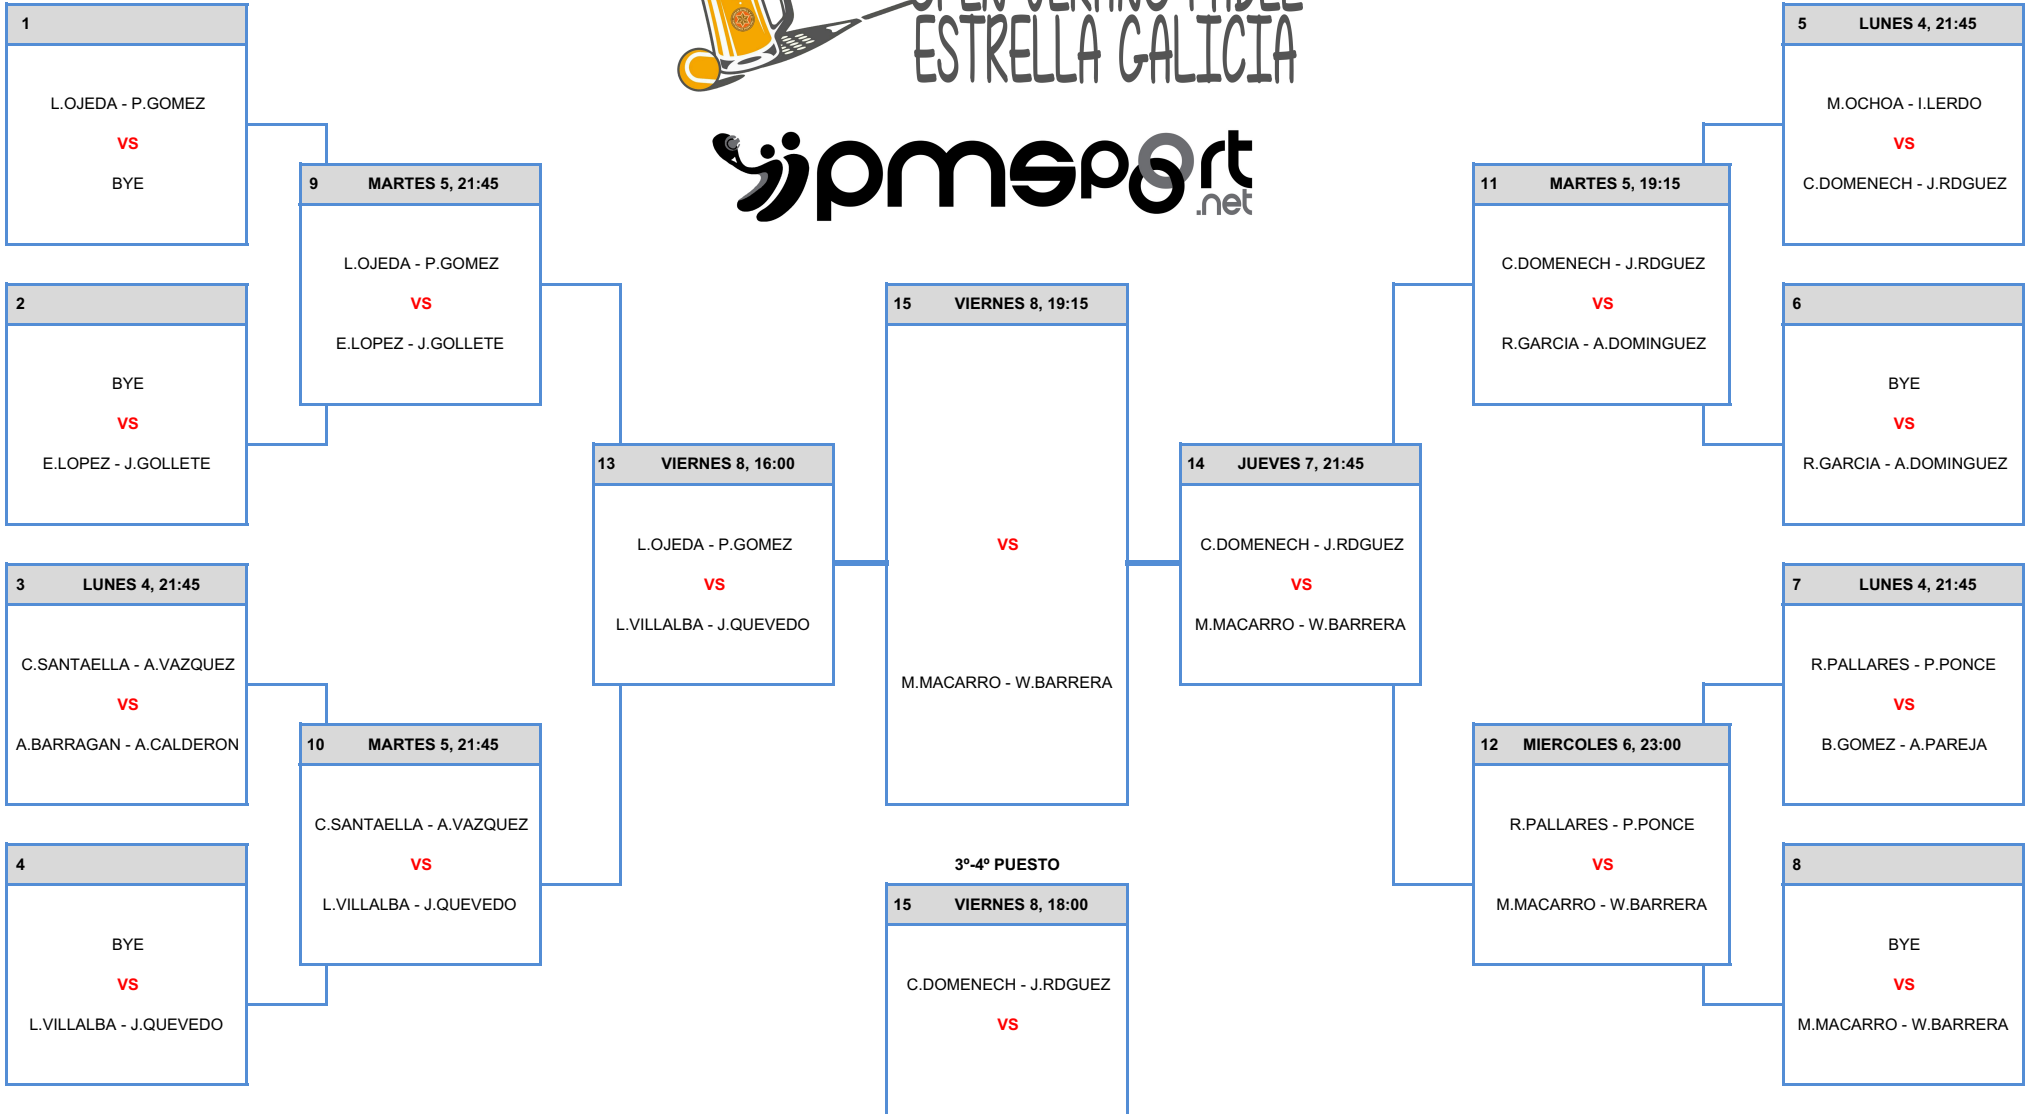 OPEN VERANO PADEL
ESTRELLA GALICIA
pmsport
.net
1
L.OJEDA - P.GOMEZ
VS
BYE
2
BYE
VS
E.LOPEZ - J.GOLLETE
3 LUNES 4, 21:45
C.SANTAELLA - A.VAZQUEZ
VS
A.BARRAGAN - A.CALDERON
4
BYE
VS
L.VILLALBA - J.QUEVEDO
9 MARTES 5, 21:45
L.OJEDA - P.GOMEZ
VS
E.LOPEZ - J.GOLLETE
10 MARTES 5, 21:45
C.SANTAELLA - A.VAZQUEZ
VS
L.VILLALBA - J.QUEVEDO
13 VIERNES 8, 16:00
L.OJEDA - P.GOMEZ
VS
L.VILLALBA - J.QUEVEDO
15 VIERNES 8, 19:15
VS
M.MACARRO - W.BARRERA
3º-4º PUESTO
15 VIERNES 8, 18:00
C.DOMENECH - J.RDGUEZ
VS
14 JUEVES 7, 21:45
C.DOMENECH - J.RDGUEZ
VS
M.MACARRO - W.BARRERA
11 MARTES 5, 19:15
C.DOMENECH - J.RDGUEZ
VS
R.GARCIA - A.DOMINGUEZ
12 MIERCOLES 6, 23:00
R.PALLARES - P.PONCE
VS
M.MACARRO - W.BARRERA
5 LUNES 4, 21:45
M.OCHOA - I.LERDO
VS
C.DOMENECH - J.RDGUEZ
6
BYE
VS
R.GARCIA - A.DOMINGUEZ
7 LUNES 4, 21:45
R.PALLARES - P.PONCE
VS
B.GOMEZ - A.PAREJA
8
BYE
VS
M.MACARRO - W.BARRERA